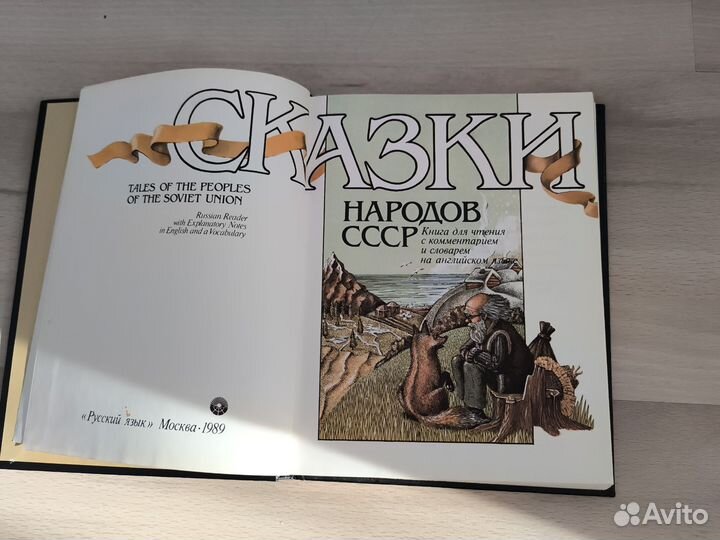 СКАЗКИ
TALES OF THE PEOPLES
OF THE SOVIET UNION
Russian Reader
with Explanatory Notes
in English and a Vocabulary
НАРОДОВ
СССР
Книга для чтения
с комментарием
и словарем
на английском языке
«Русский язык» Москва · 1989
Avito